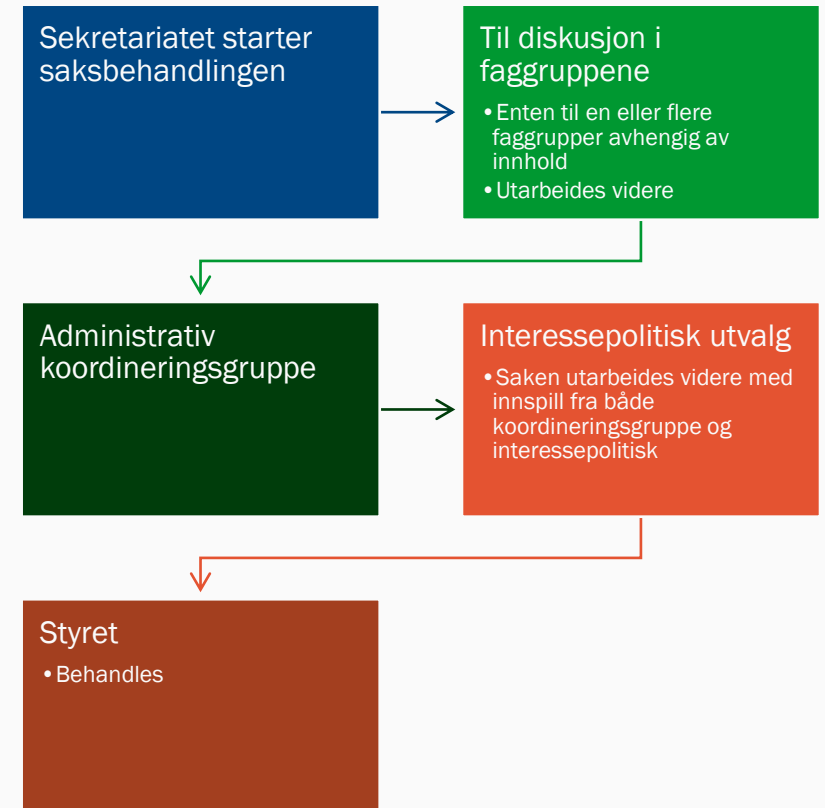 Sekretariatet starter
saksbehandlingen
Til diskusjon i
faggruppene
•Enten til en eller flere
faggrupper avhengig av
innhold
•Utarbeides videre
Administrativ
koordineringsgruppe
Interessepolitisk utvalg
•Saken utarbeides videre med
innspill fra både
koordineringsgruppe og
interessepolitisk
Styret
•Behandles